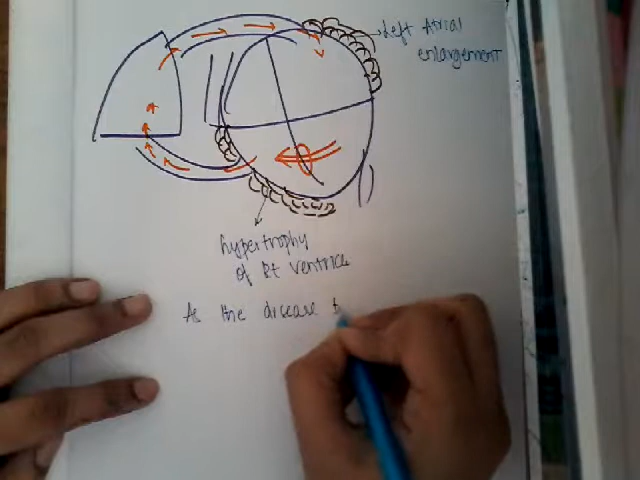 Left Atrial
enlargement
hypertrophy
of Rt ventricle
As the disease